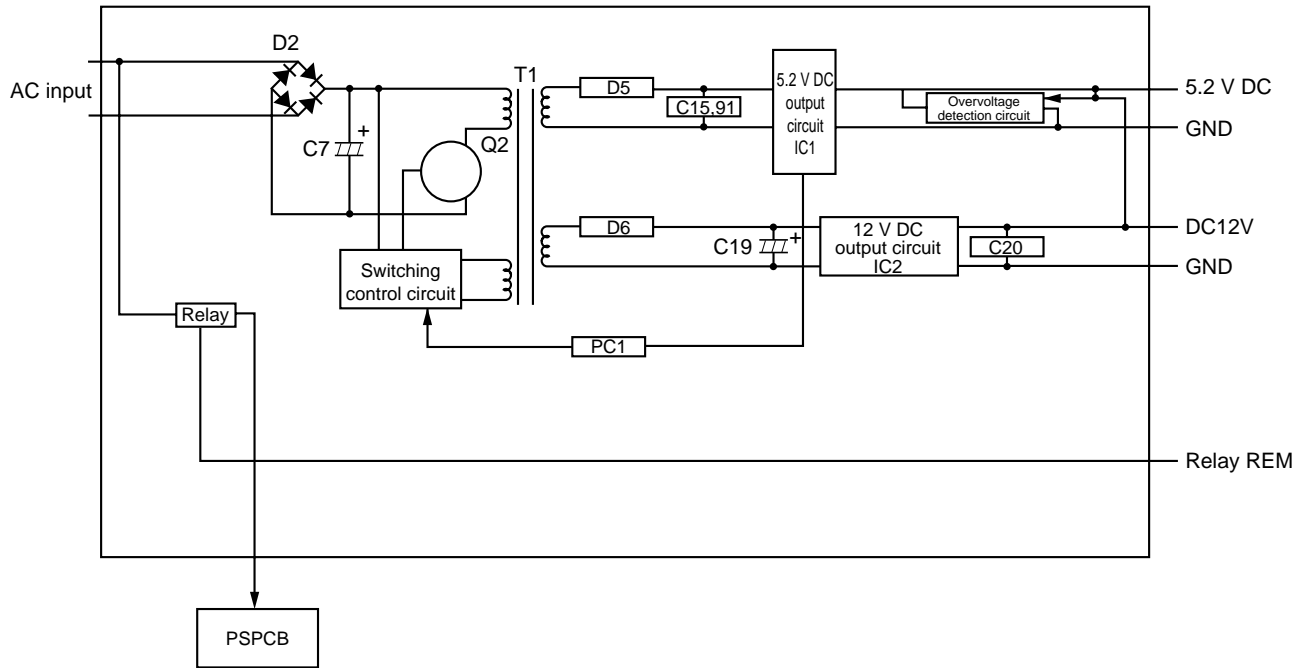 D2
AC input
T1
D5
C15,91
5.2 V DC
output
circuit
IC1
Overvoltage
detection circuit
5.2 V DC
GND
C7
+
Q2
D6
C19
+
12 V DC
output circuit
IC2
C20
DC12V
GND
Switching
control circuit
Relay
PC1
Relay REM
PSPCB